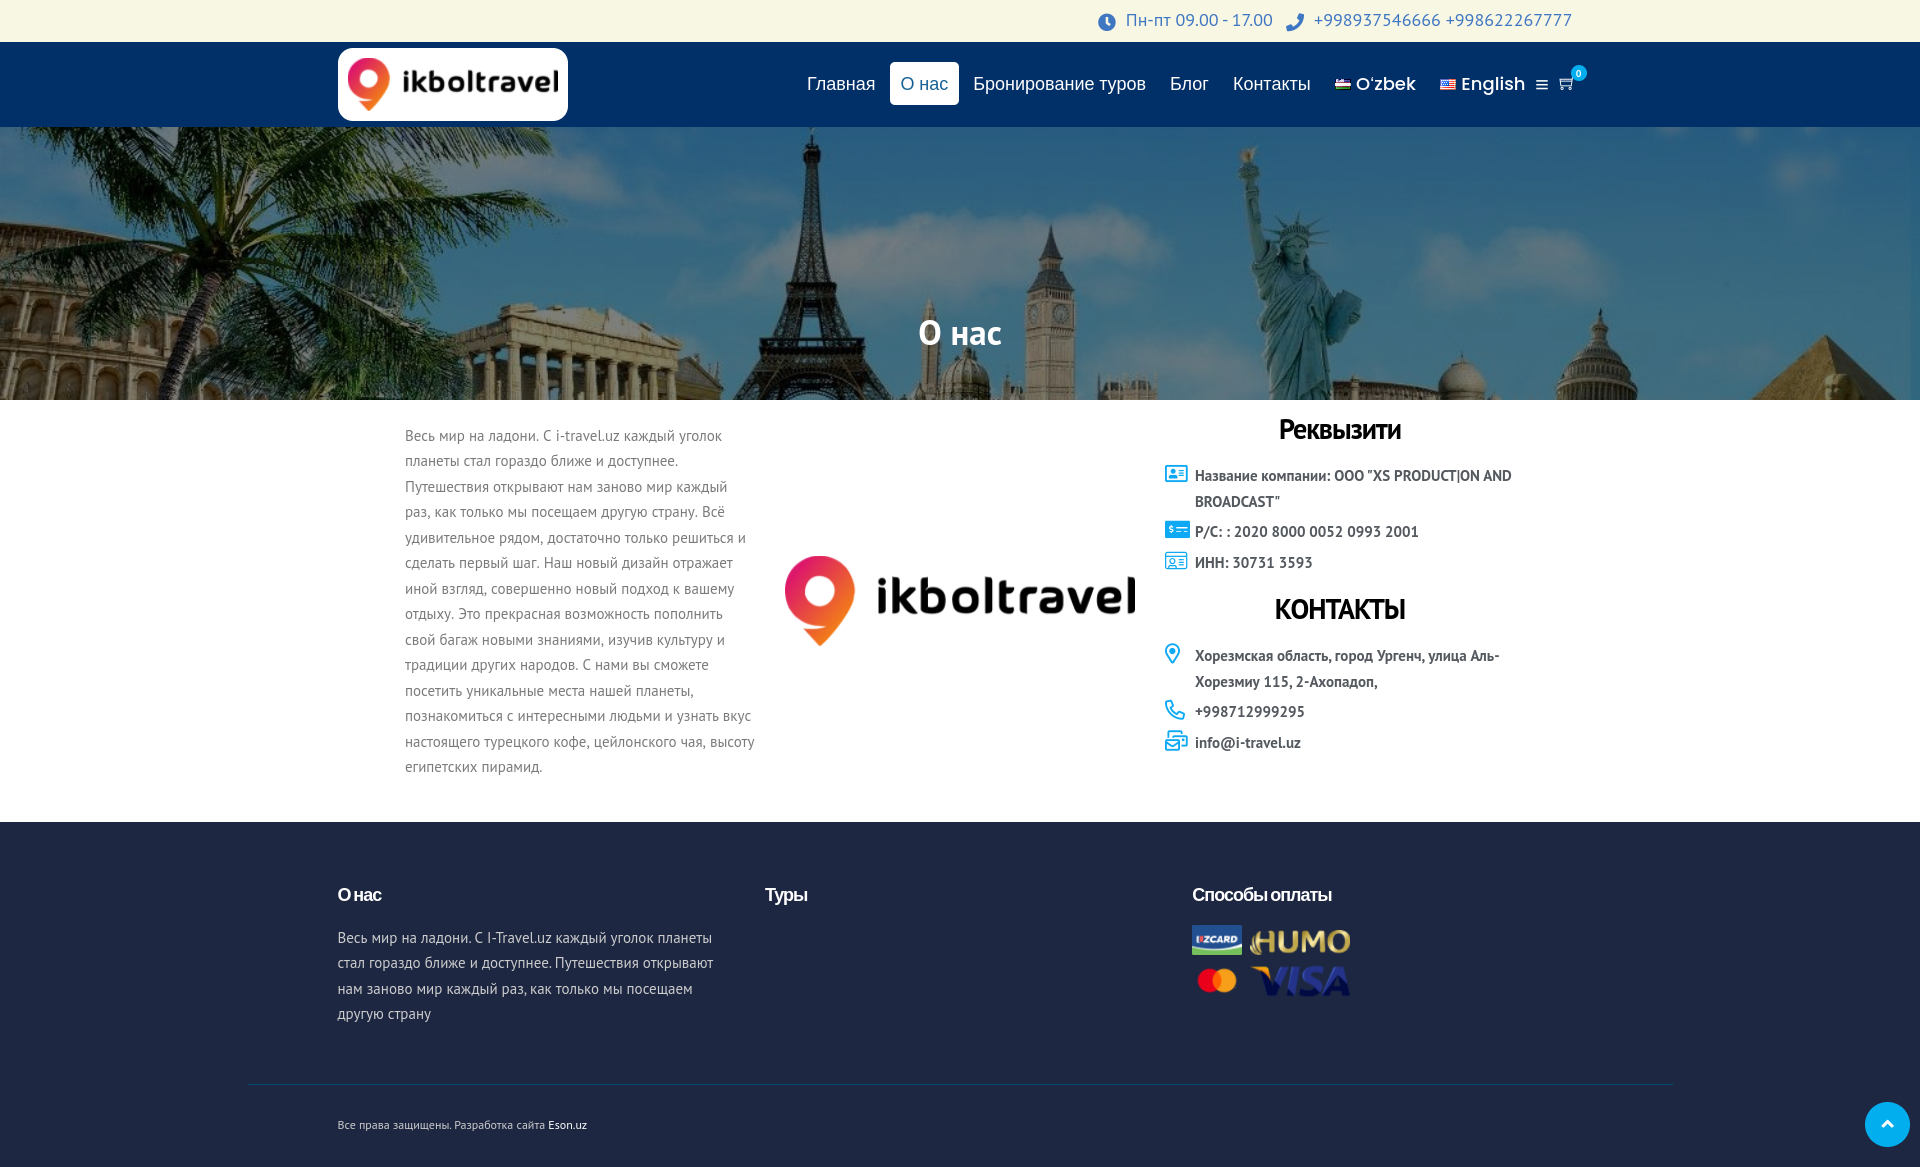 Пн-пт 09.00 - 17.00 +998937546666 +998622267777
ikboltravel
Главная О нас Бронирование туров Блог Контакты Oʻzbek English 0
О нас
Весь мир на ладони. С i-travel.uz каждый уголок
планеты стал гораздо ближе и доступнее.
Путешествия открывают нам заново мир каждый
раз, как только мы посещаем другую страну. Всё
удивительное рядом, достаточно только решиться и
сделать первый шаг. Наш новый дизайн отражает
иной взгляд, совершенно новый подход к вашему
отдыху. Это прекрасная возможность пополнить
свой багаж новыми знаниями, изучив культуру и
традиции других народов. С нами вы сможете
посетить уникальные места нашей планеты,
познакомиться с интересными людьми и узнать вкус
настоящего турецкого кофе, цейлонского чая, высоту
египетских пирамид.
ikboltravel
Реквызити
Название компании: ООО "XS PRODUCT|ON AND
BROADCAST"
Р/С: : 2020 8000 0052 0993 2001
ИНН: 30731 3593
КОНТАКТЫ
Хорезмская область, город Ургенч, улица Аль-
Хорезмиу 115, 2-Ахопадоп,
+998712999295
info@i-travel.uz
О нас
Весь мир на ладони. С I-Travel.uz каждый уголок планеты
стал гораздо ближе и доступнее. Путешествия открывают
нам заново мир каждый раз, как только мы посещаем
другую страну
Туры
Способы оплаты
UZCARD HUMO
VISA
Все права защищены. Разработка сайта Eson.uz